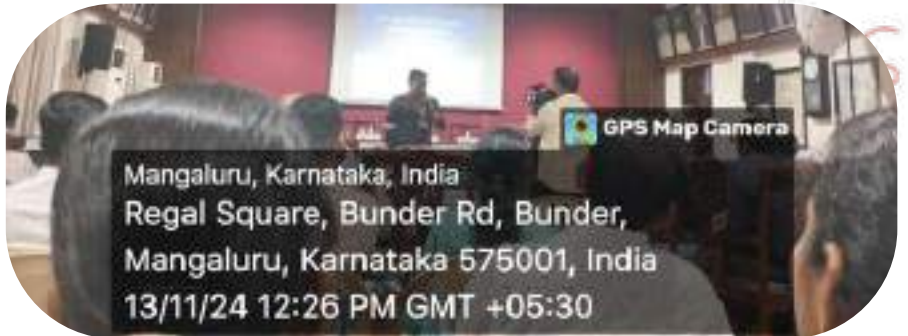 GPS Map Camera
Mangaluru, Karnataka, India
Regal Square, Bunder Rd, Bunder,
Mangaluru, Karnataka 575001, India
13/11/24 12:26 PM GMT +05:30